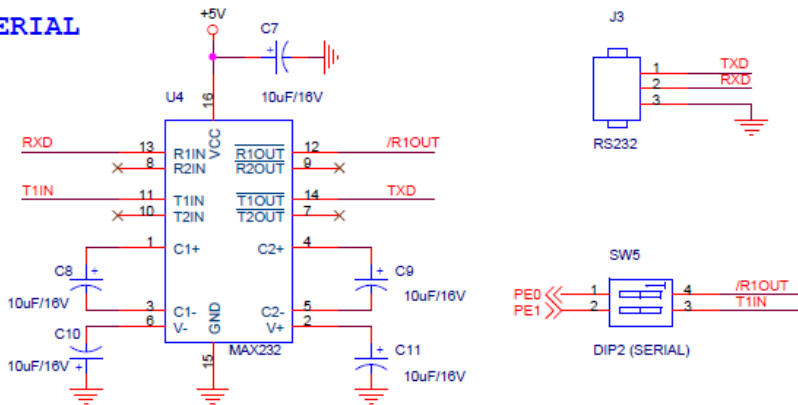 ERIAL
+5V
C7
+
10uF/16V
J3
1 TXD
2 RXD
3
RS232
U4
16
VCC
RXD 13 R1IN R1OUT 12 /R1OUT
8 R2IN R2OUT 9
T1IN 11 T1IN T1OUT 14 TXD
10 T2IN T2OUT 7
1 C1+ C2+ 4
C8 +
10uF/16V
+ C9
10uF/16V
3 C1- C2- 5
6 V- V+ 2
GND
15
MAX232
C10
10uF/16V +
+ C11
10uF/16V
SW5
PE0 1 4 /R1OUT
PE1 2 3 T1IN
DIP2 (SERIAL)